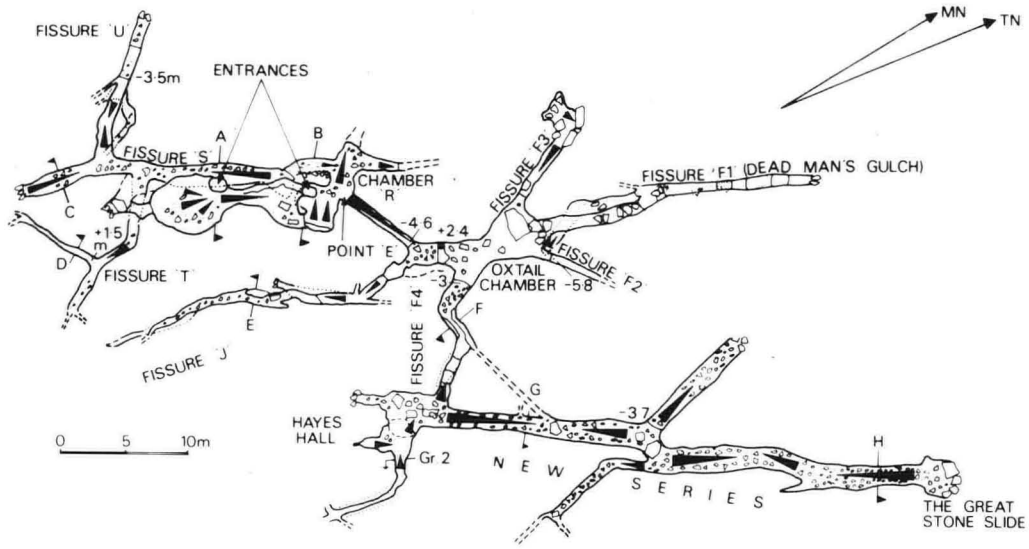 MN
TN
FISSURE 'U'
-3·5m
ENTRANCES
A
B
FISSURE 'S'
CHAMBER
'R'
C
+1·5
m
D
FISSURE 'T'
POINT 'E'
-4·6
+2·4
FISSURE 'F3'
FISSURE 'F1' (DEAD MAN'S GULCH)
FISSURE 'F2'
OXTAIL
CHAMBER -5·8
-3
F
E
FISSURE 'J'
FISSURE 'F4'
G
-3·7
HAYES
HALL
Gr. 2
NEW
SERIES
H
THE GREAT
STONE SLIDE
0 5 10m